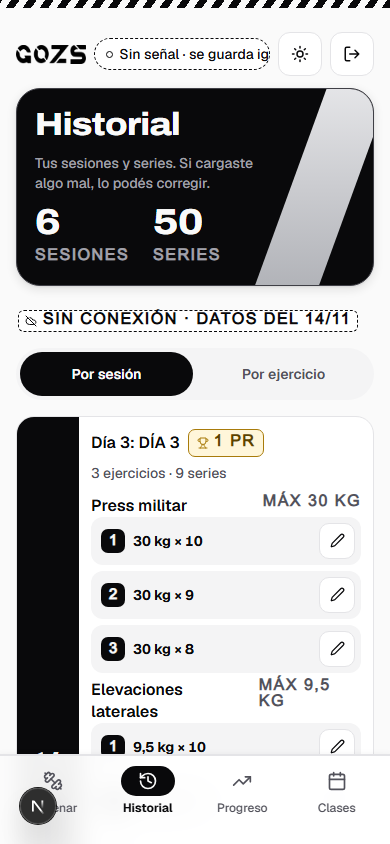 GOZS
Sin señal · se guarda ig
Historial
Tus sesiones y series. Si cargaste
algo mal, lo podés corregir.
6 50
SESIONES SERIES
SIN CONEXIÓN · DATOS DEL 14/11
Por sesión Por ejercicio
Día 3: DÍA 3 1 PR
3 ejercicios · 9 series
Press militar MÁX 30 KG
1 30 kg × 10
2 30 kg × 9
3 30 kg × 8
Elevaciones
laterales
MÁX 9,5
KG
1 9,5 kg × 10
N
enar Historial Progreso Clases